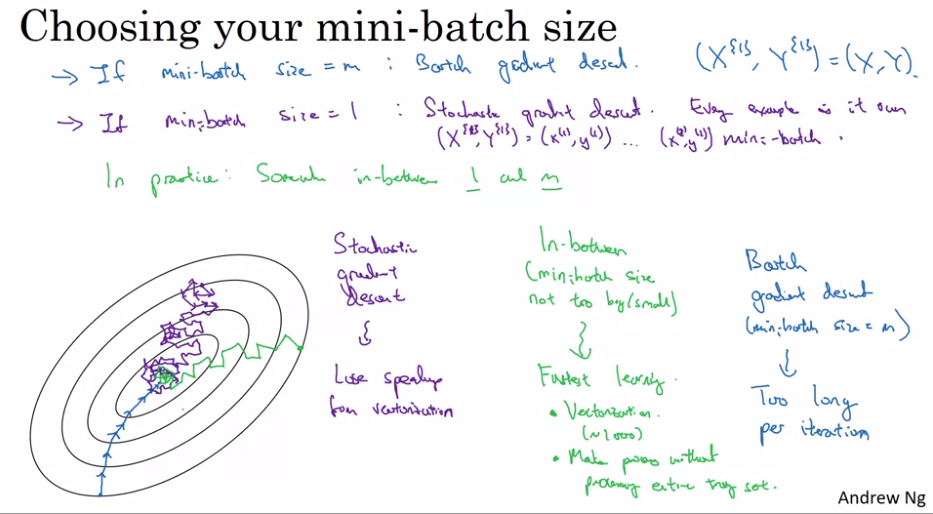 Choosing your mini-batch size
→ If mini-batch size = m : Batch gradient descent. (X^{1}, Y^{1}) = (X, Y).
→ If mini-batch size = 1 : Stochastic gradient descent. Every example is it own
(X^{1}, Y^{1}) = (x^(1), y^(1)) ... mini-batch.
In practice: Somewhere in-between 1 and m
Stochastic
gradient
descent
Lose speedup
from vectorization
In-between
(mini-batch size
not too big/small)
Fastest learning.
• Vectorization.
(~1000)
• Make progress without
processing entire training set.
Batch
gradient descent
(mini-batch size = m)
Too long
per iteration
Andrew Ng